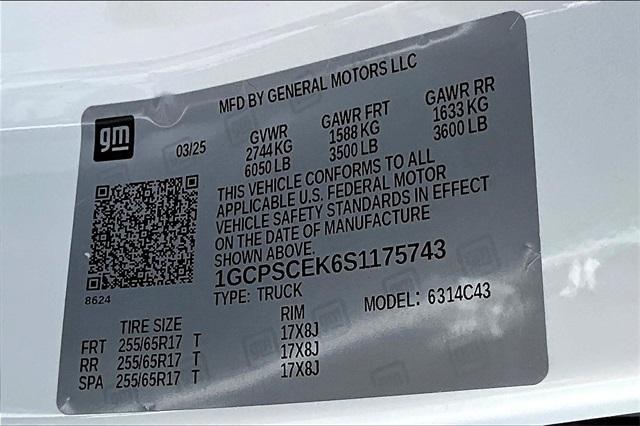 MFD BY GENERAL MOTORS LLC
gm
03/25
GVWR GAWR FRT GAWR RR
2744 KG 1588 KG 1633 KG
6050 LB 3500 LB 3600 LB
THIS VEHICLE CONFORMS TO ALL
APPLICABLE U.S. FEDERAL MOTOR
VEHICLE SAFETY STANDARDS IN EFFECT
ON THE DATE OF MANUFACTURE
SHOWN ABOVE.
1GCPSCEK6S1175743
8624
TYPE: TRUCK MODEL: 6314C43
TIRE SIZE RIM
FRT 255/65R17 T 17X8J
RR 255/65R17 T 17X8J
SPA 255/65R17 T 17X8J